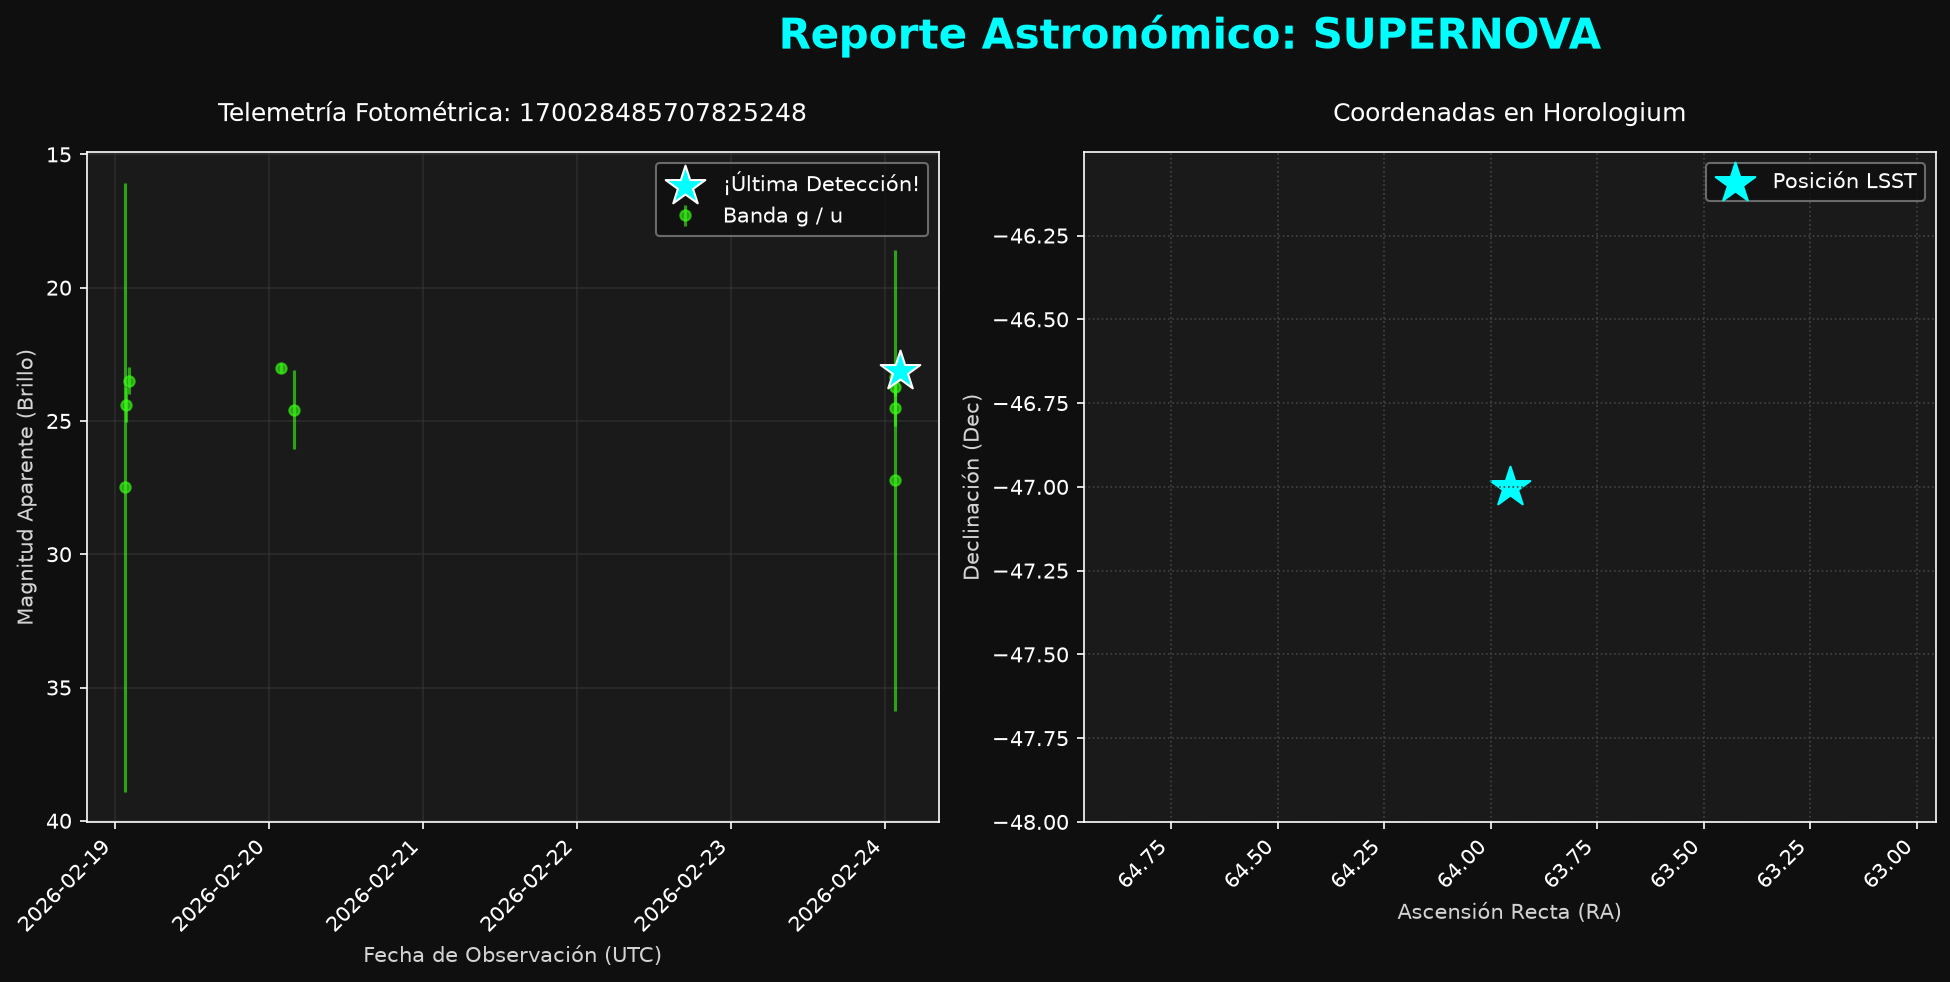 Reporte Astronómico: SUPERNOVA
Telemetría Fotométrica: 170028485707825248
¡Última Detección!
Banda g / u
Magnitud Aparente (Brillo)
15
20
25
30
35
40
2026-02-19
2026-02-20
2026-02-21
2026-02-22
2026-02-23
2026-02-24
Fecha de Observación (UTC)
Coordenadas en Horologium
Posición LSST
Declinación (Dec)
−46.25
−46.50
−46.75
−47.00
−47.25
−47.50
−47.75
−48.00
64.75
64.50
64.25
64.00
63.75
63.50
63.25
63.00
Ascensión Recta (RA)